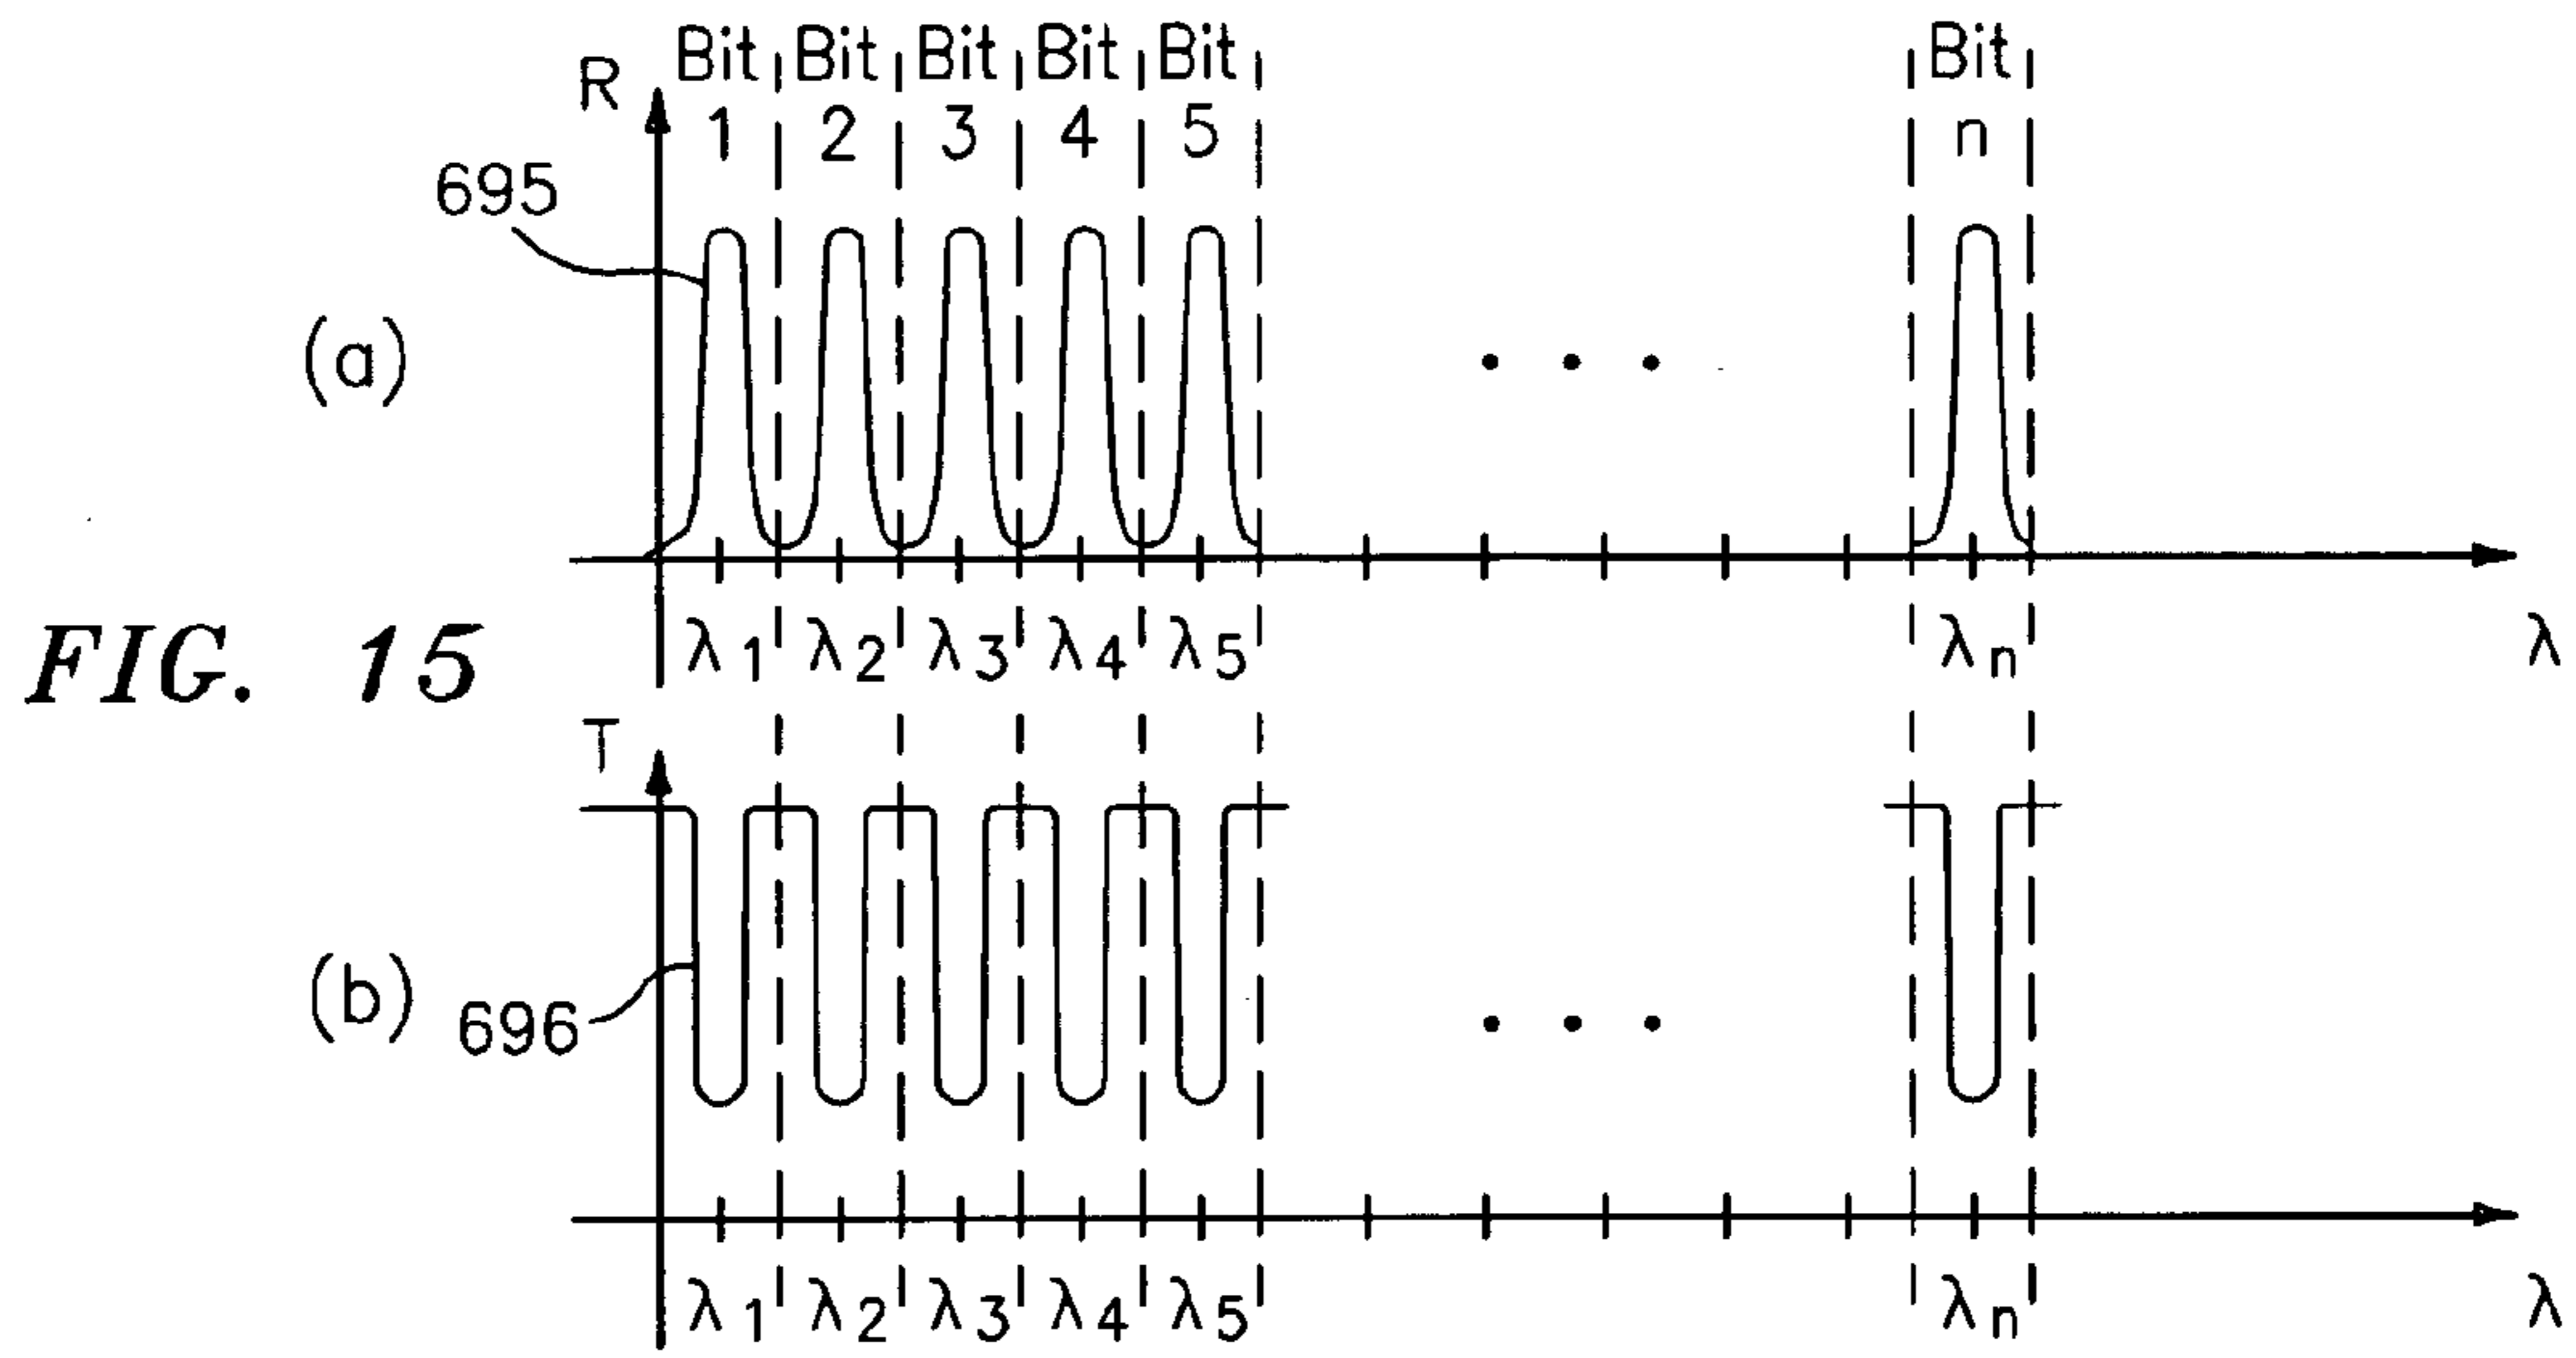 Bit Bit Bit Bit Bit Bit
R 1 2 3 4 5 n
695
(a)
λ1 λ2 λ3 λ4 λ5 λn λ
FIG. 15
T
(b) 696
λ1 λ2 λ3 λ4 λ5 λn λ